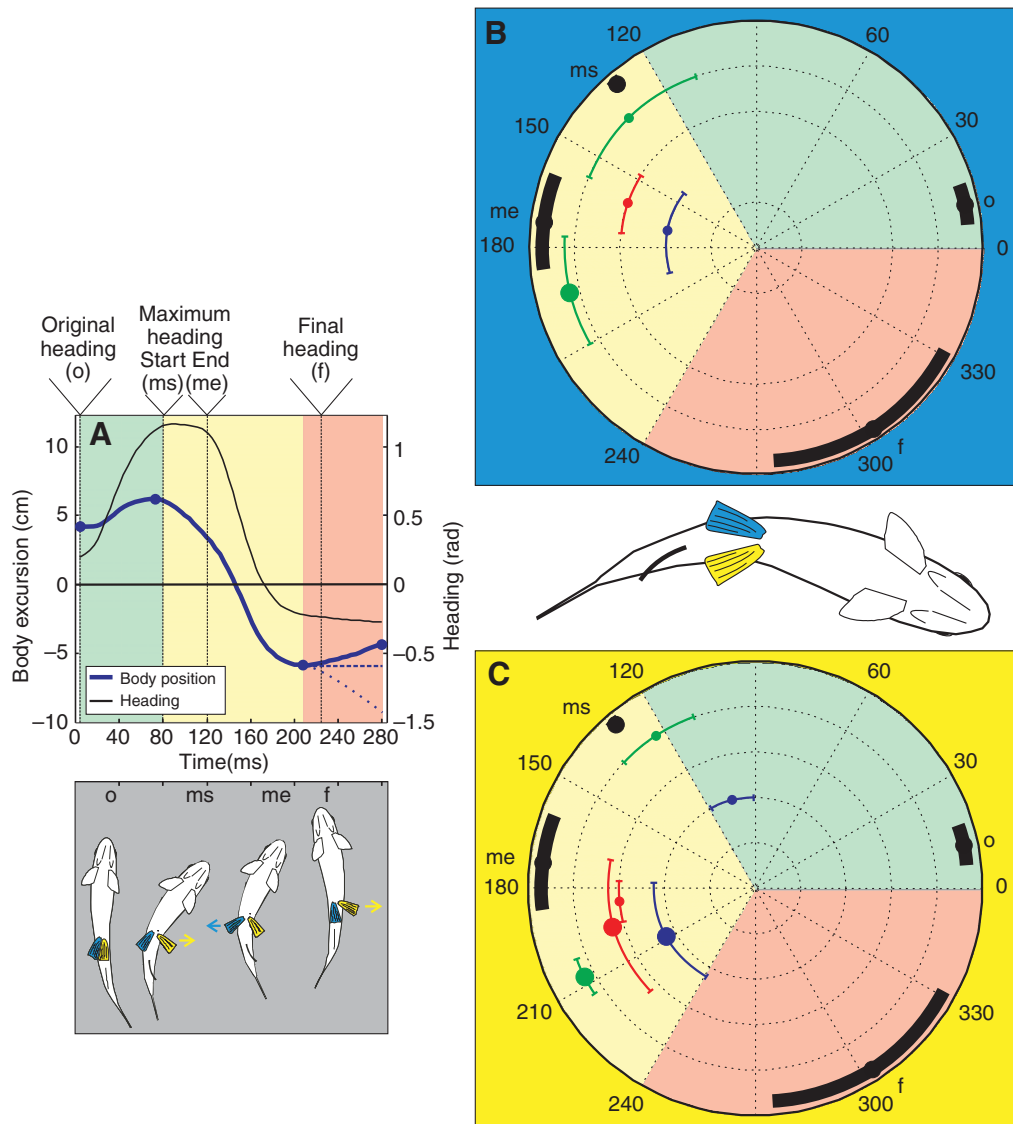 Original heading (o)
Maximum heading
Start End
(ms) (me)
Final heading (f)
A
Body excursion (cm)
10
5
0
−5
−10
Heading (rad)
1
0.5
0
−0.5
−1.5
Body position
Heading
0 40 80 120 160 200 240 280
Time(ms)
o ms me f
B
120
60
ms
150
30
me
180
o
0
330
240
f
300
C
120
60
ms
150
30
me
180
o
0
210
330
240
f
300